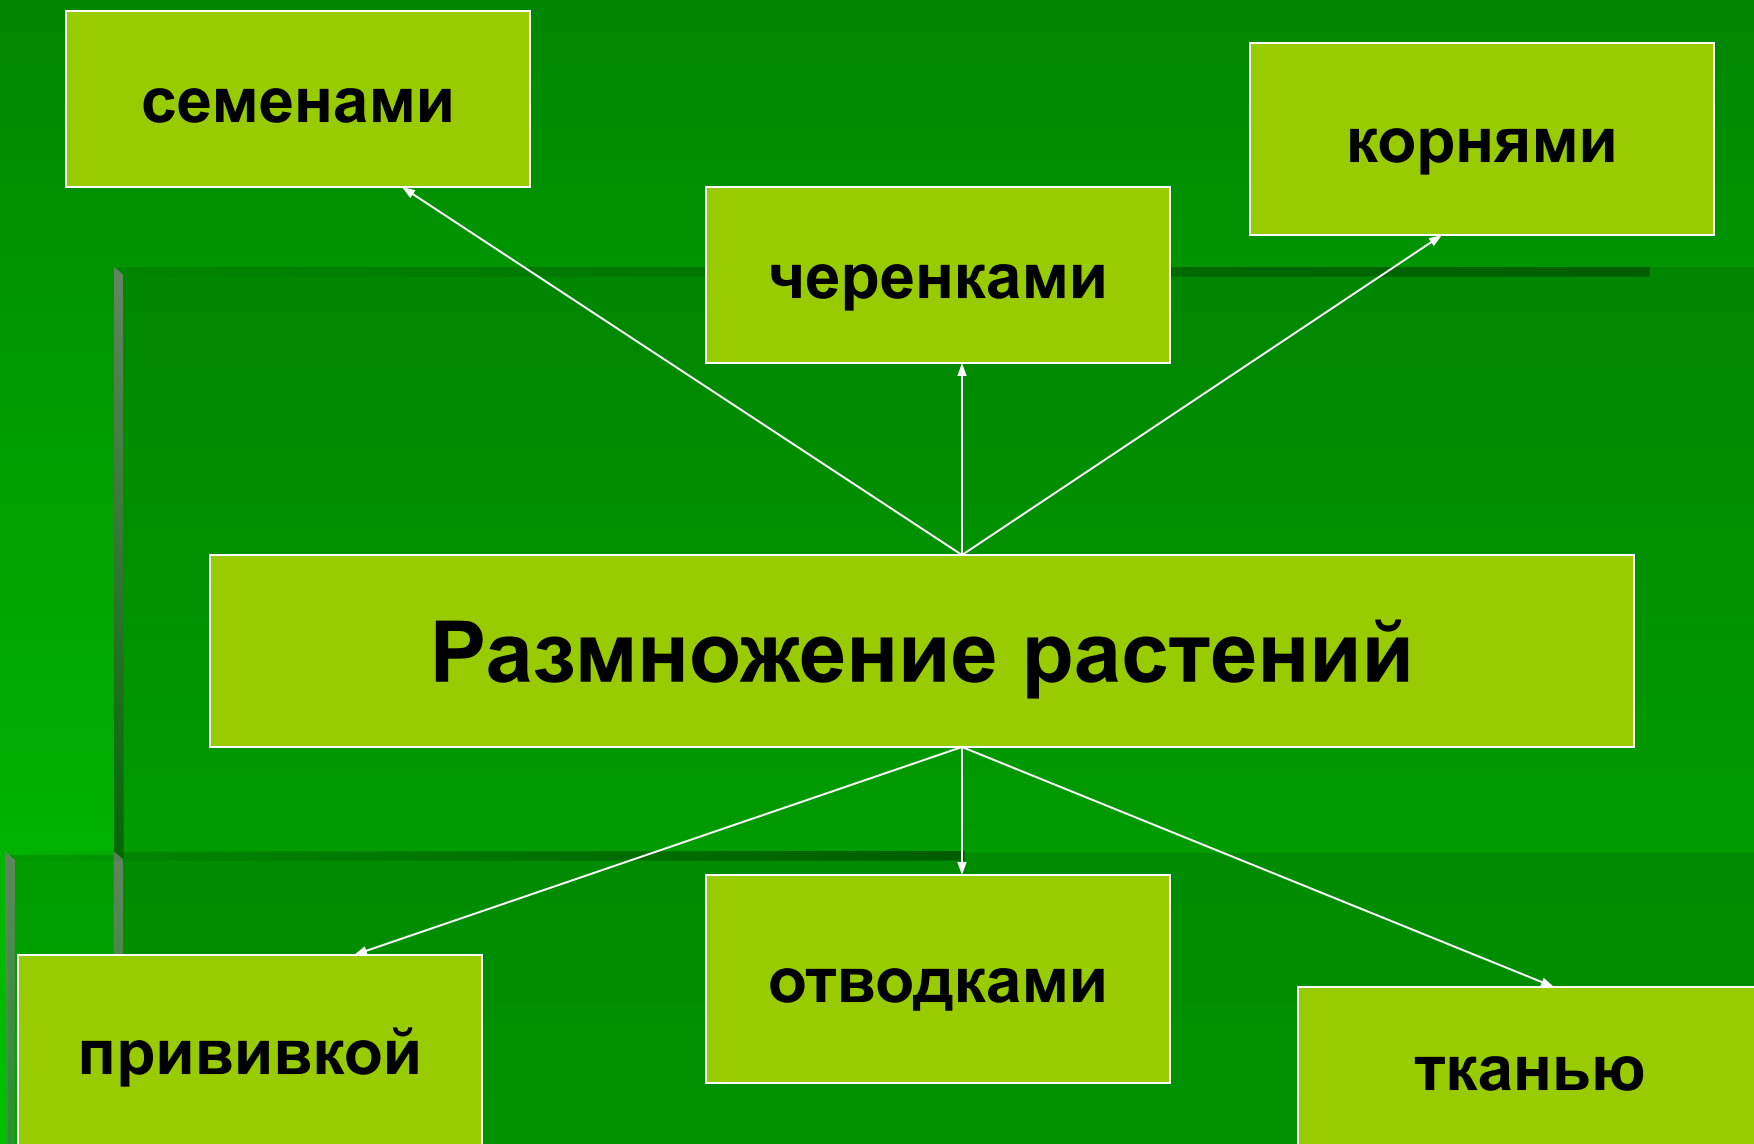 семенами
корнями
черенками
Размножение растений
отводками
прививкой
тканью